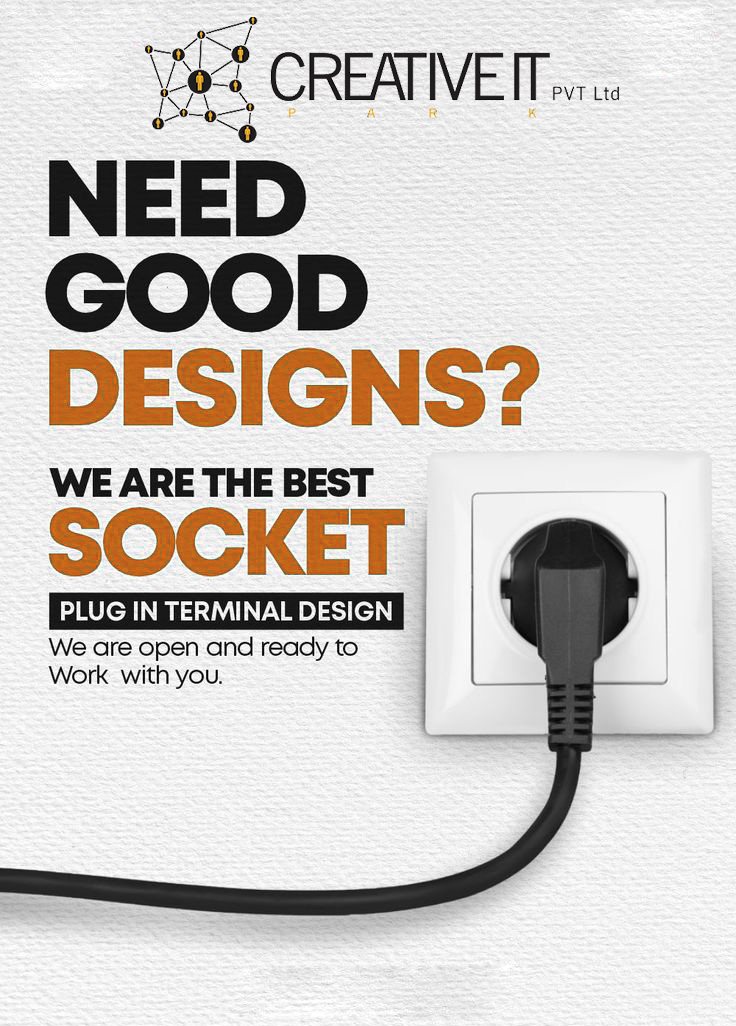 CREATIVE IT PVT Ltd
PARK
NEED
GOOD
DESIGNS?
WE ARE THE BEST
SOCKET
PLUG IN TERMINAL DESIGN
We are open and ready to
Work with you.